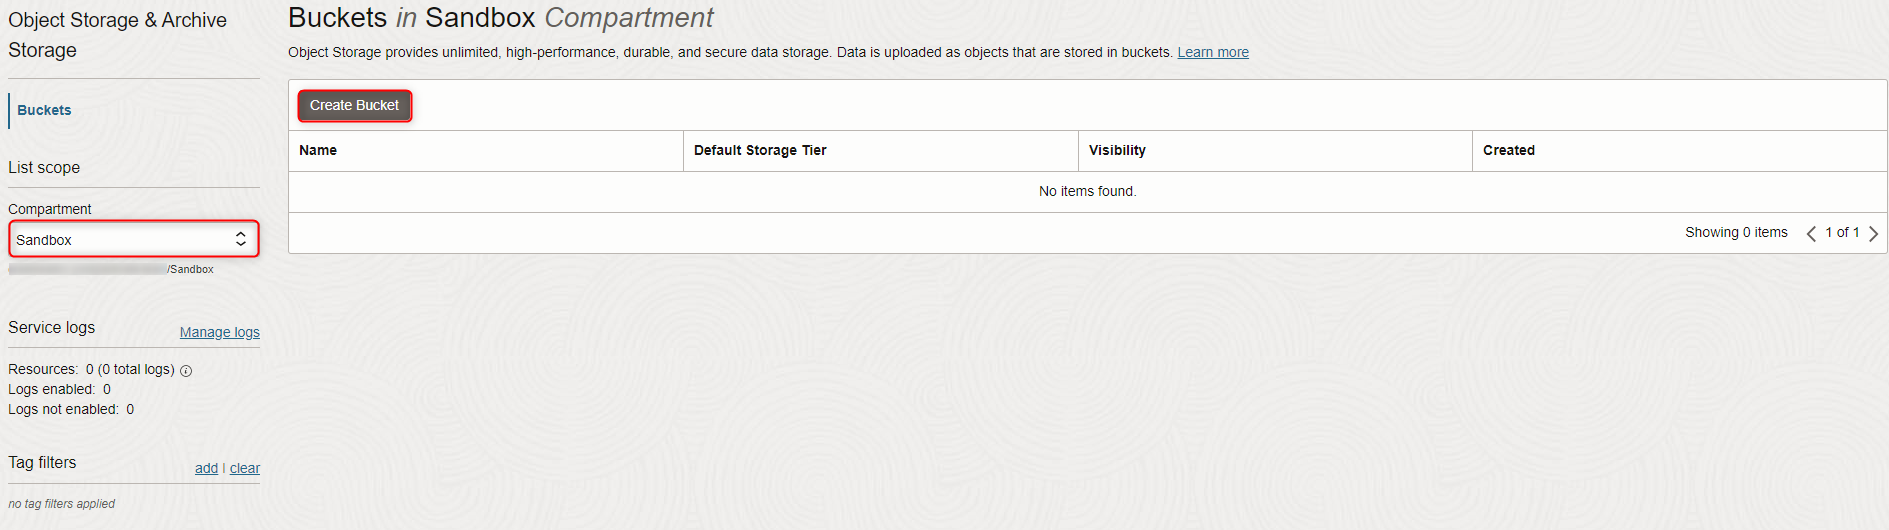 Object Storage & Archive
Storage
Buckets
List scope
Compartment
Sandbox
/Sandbox
Service logs
Manage logs
Resources: 0 (0 total logs)
Logs enabled: 0
Logs not enabled: 0
Tag filters
add | clear
no tag filters applied
Buckets in Sandbox Compartment
Object Storage provides unlimited, high-performance, durable, and secure data storage. Data is uploaded as objects that are stored in buckets. Learn more
Create Bucket
Name Default Storage Tier Visibility Created
No items found.
Showing 0 items 1 of 1